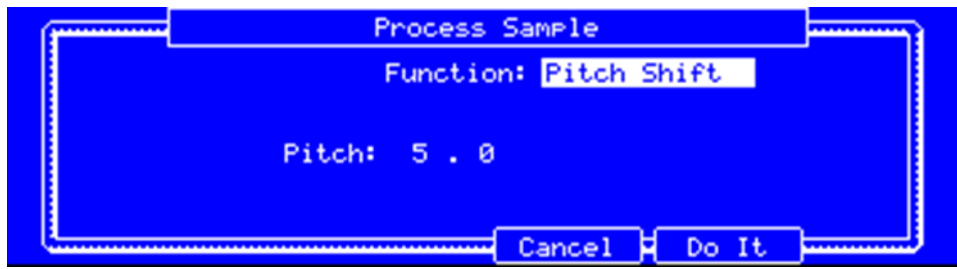 Process Sample
Function: Pitch Shift
Pitch: 5 . 0
Cancel Do It